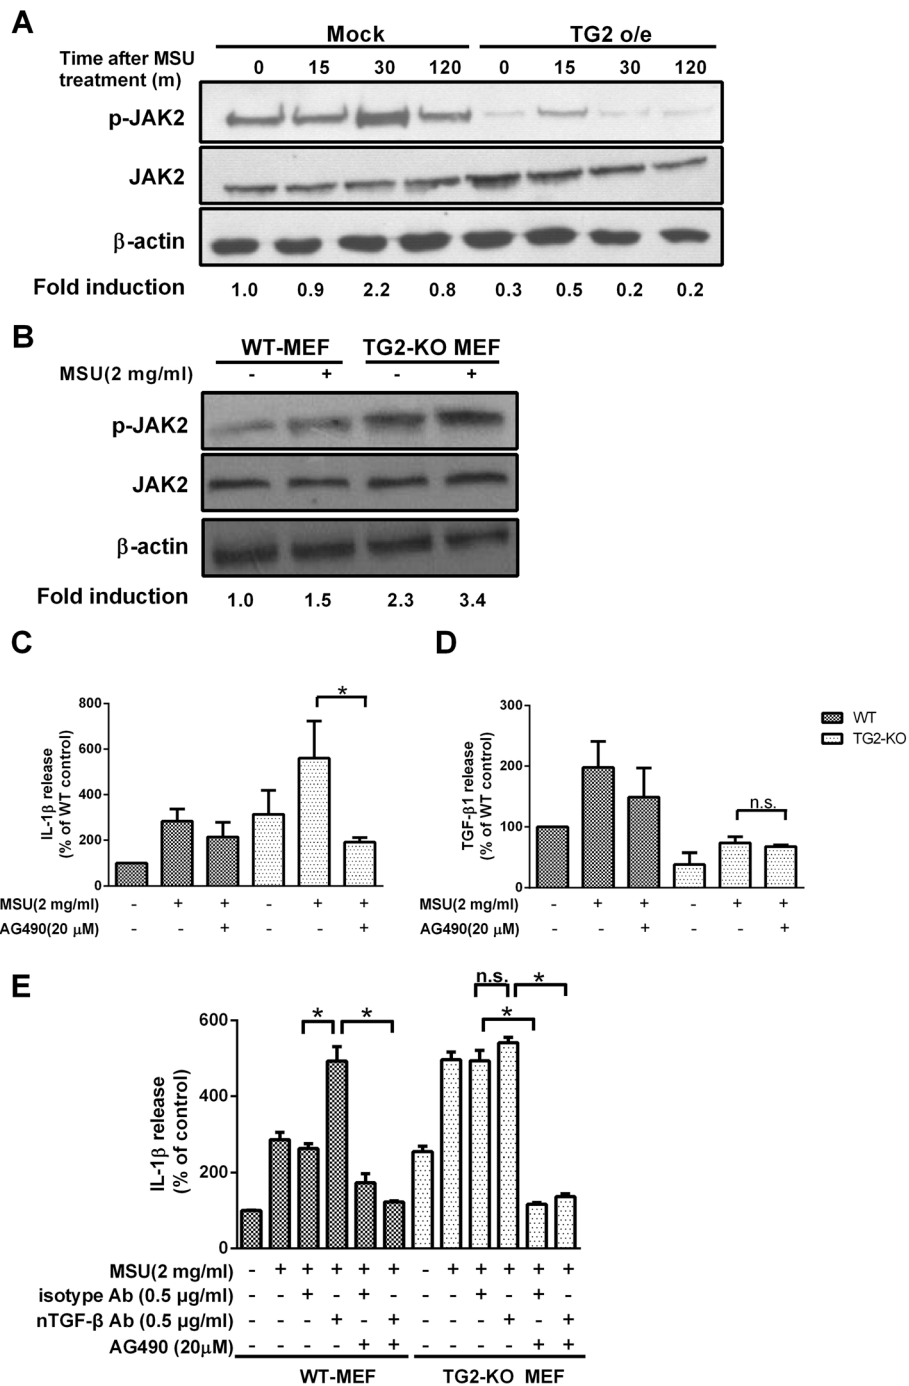 A
Mock TG2 o/e
Time after MSU treatment (m) 0 15 30 120 0 15 30 120
p-JAK2
JAK2
β-actin
Fold induction 1.0 0.9 2.2 0.8 0.3 0.5 0.2 0.2
B
WT-MEF TG2-KO MEF
MSU(2 mg/ml) - + - +
p-JAK2
JAK2
β-actin
Fold induction 1.0 1.5 2.3 3.4
C
IL-1β release
(% of WT control)
800
600
400
200
0
*
MSU(2 mg/ml) - + + - + +
AG490(20 μM) - - + - - +
D
TGF-β1 release
(% of WT control)
300
200
100
0
n.s.
WT
TG2-KO
MSU(2 mg/ml) - + + - + +
AG490(20 μM) - - + - - +
E
IL-1β release
(% of control)
600
400
200
0
* * n.s. * *
MSU(2 mg/ml) - + + + + + - + + + + +
isotype Ab (0.5 μg/ml) - - + - + - - - + - + -
nTGF-β Ab (0.5 μg/ml) - - - + - + - - - + - +
AG490 (20μM) - - - - + + - - - - + +
WT-MEF TG2-KO MEF